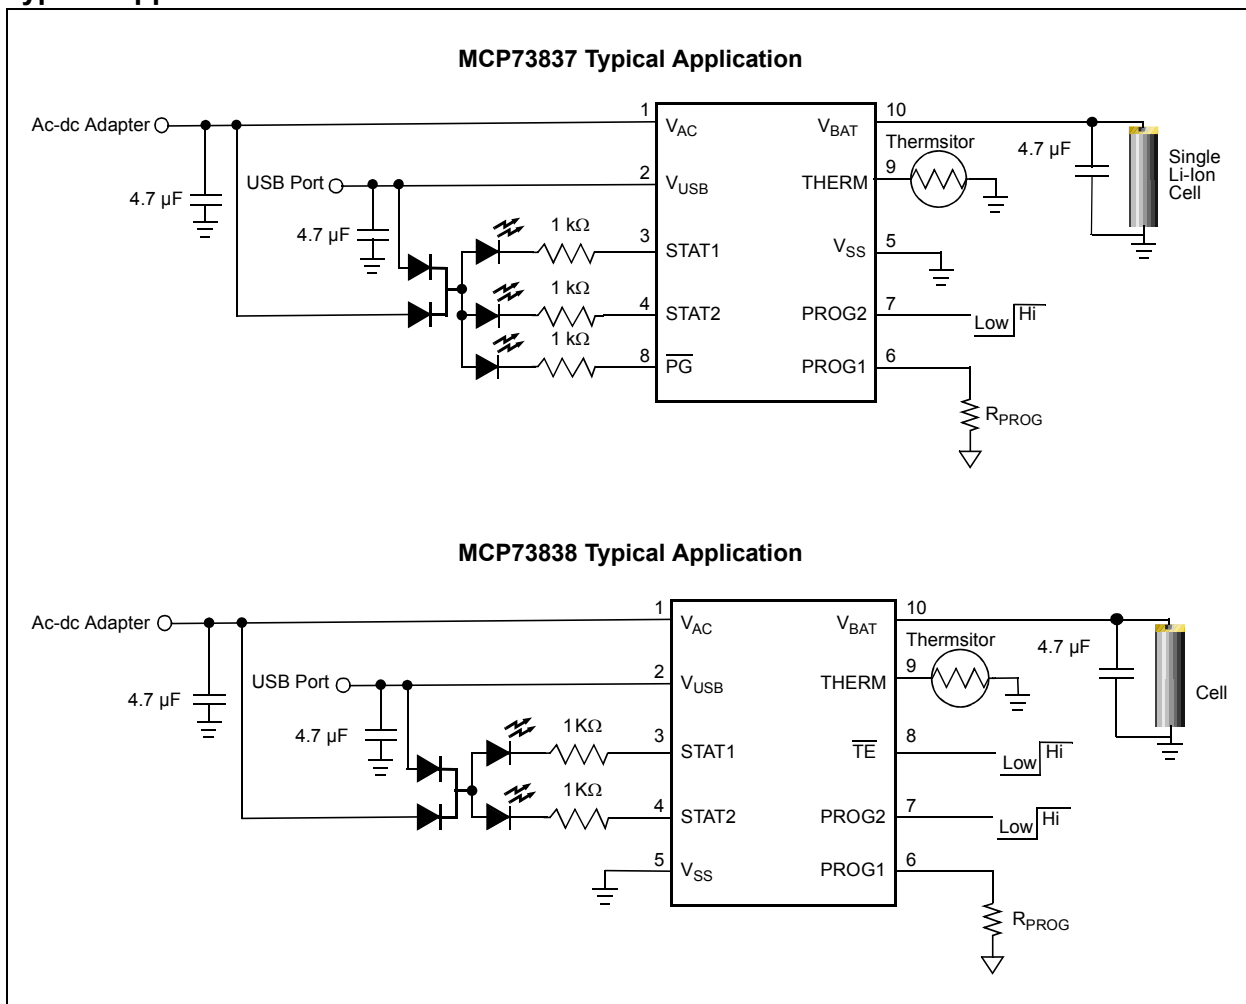 MCP73837 Typical Application
Ac-dc Adapter
4.7 µF
USB Port
4.7 µF
1 kΩ
1 kΩ
1 kΩ
1
2
3
4
8
VAC
VUSB
STAT1
STAT2
PG
VBAT
THERM
VSS
PROG2
PROG1
10
9
5
7
6
Thermsitor
4.7 µF
Single
Li-Ion
Cell
Low Hi
RPROG
MCP73838 Typical Application
Ac-dc Adapter
4.7 µF
USB Port
4.7 µF
1KΩ
1KΩ
1
2
3
4
5
VAC
VUSB
STAT1
STAT2
VSS
VBAT
THERM
TE
PROG2
PROG1
10
9
8
7
6
Thermsitor
4.7 µF
Cell
Low Hi
Low Hi
RPROG